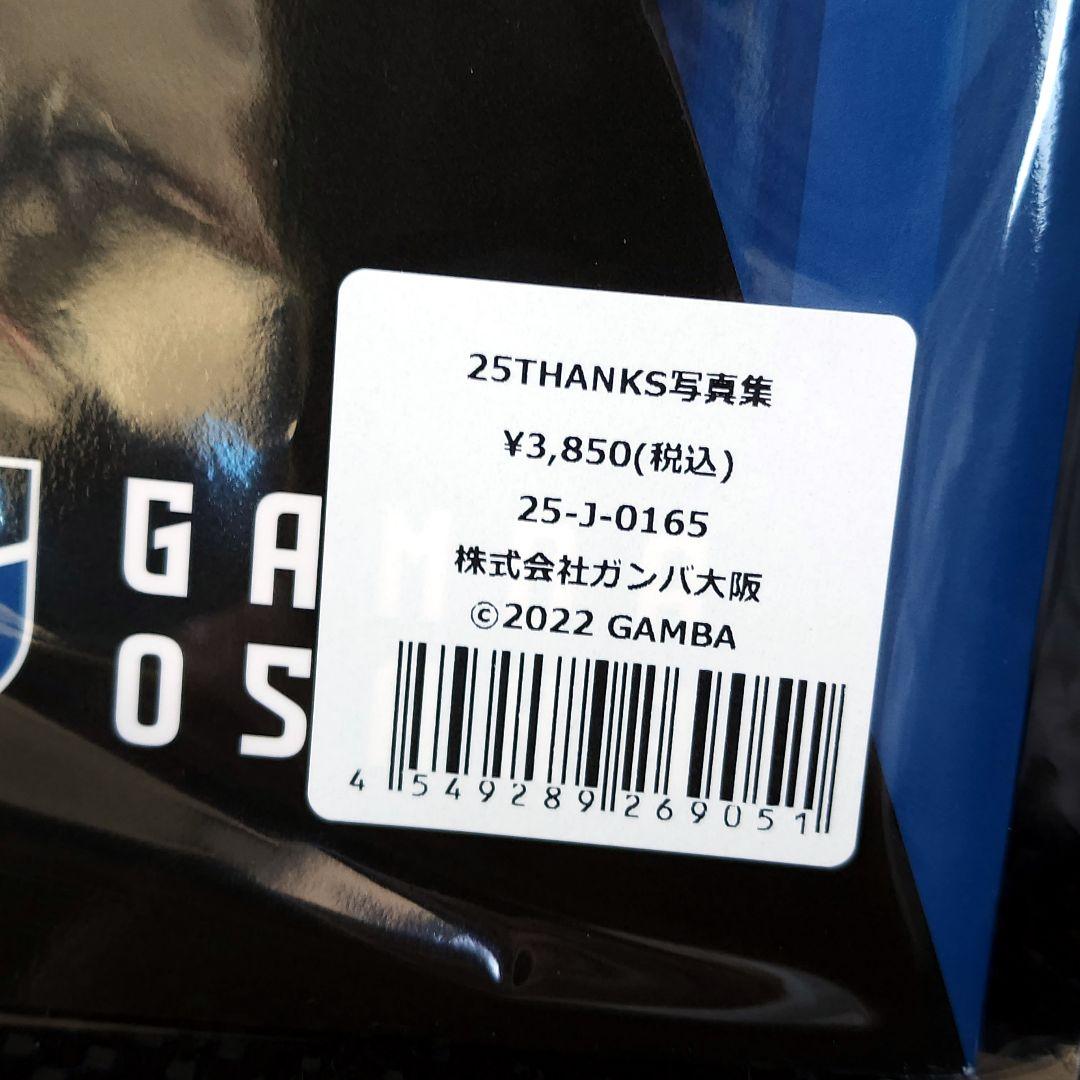 25THANKS写真集
¥3,850(税込)
25-J-0165
株式会社ガンバ大阪
©2022 GAMBA
4 549289 269051
GAM
OS